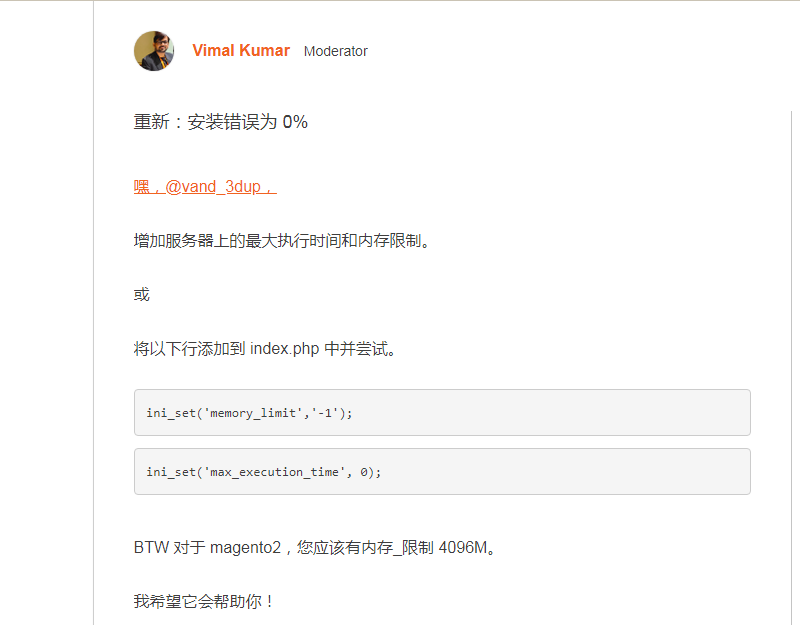 Vimal Kumar Moderator
重新：安装错误为 0%
嘿，@vand_3dup，
增加服务器上的最大执行时间和内存限制。
或
将以下行添加到 index.php 中并尝试。
ini_set('memory_limit','-1');
ini_set('max_execution_time', 0);
BTW 对于 magento2，您应该有内存_限制 4096M。
我希望它会帮助你！